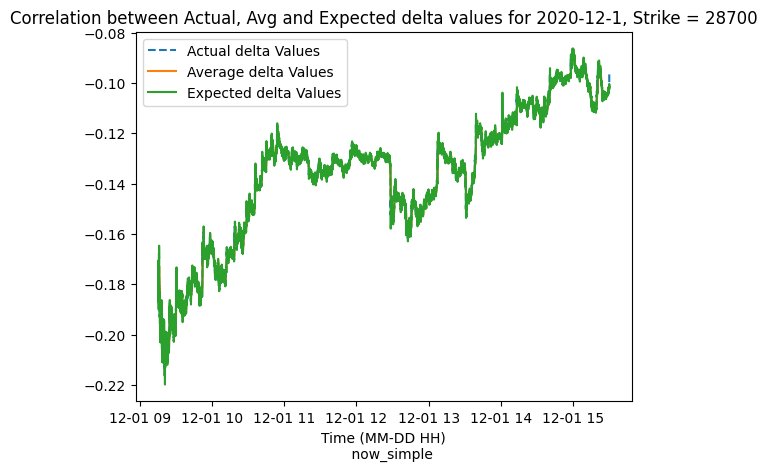 Correlation between Actual, Avg and Expected delta values for 2020-12-1, Strike = 28700
Actual delta Values
Average delta Values
Expected delta Values
−0.08
−0.10
−0.12
−0.14
−0.16
−0.18
−0.20
−0.22
12-01 09 12-01 10 12-01 11 12-01 12 12-01 13 12-01 14 12-01 15
Time (MM-DD HH)
now_simple